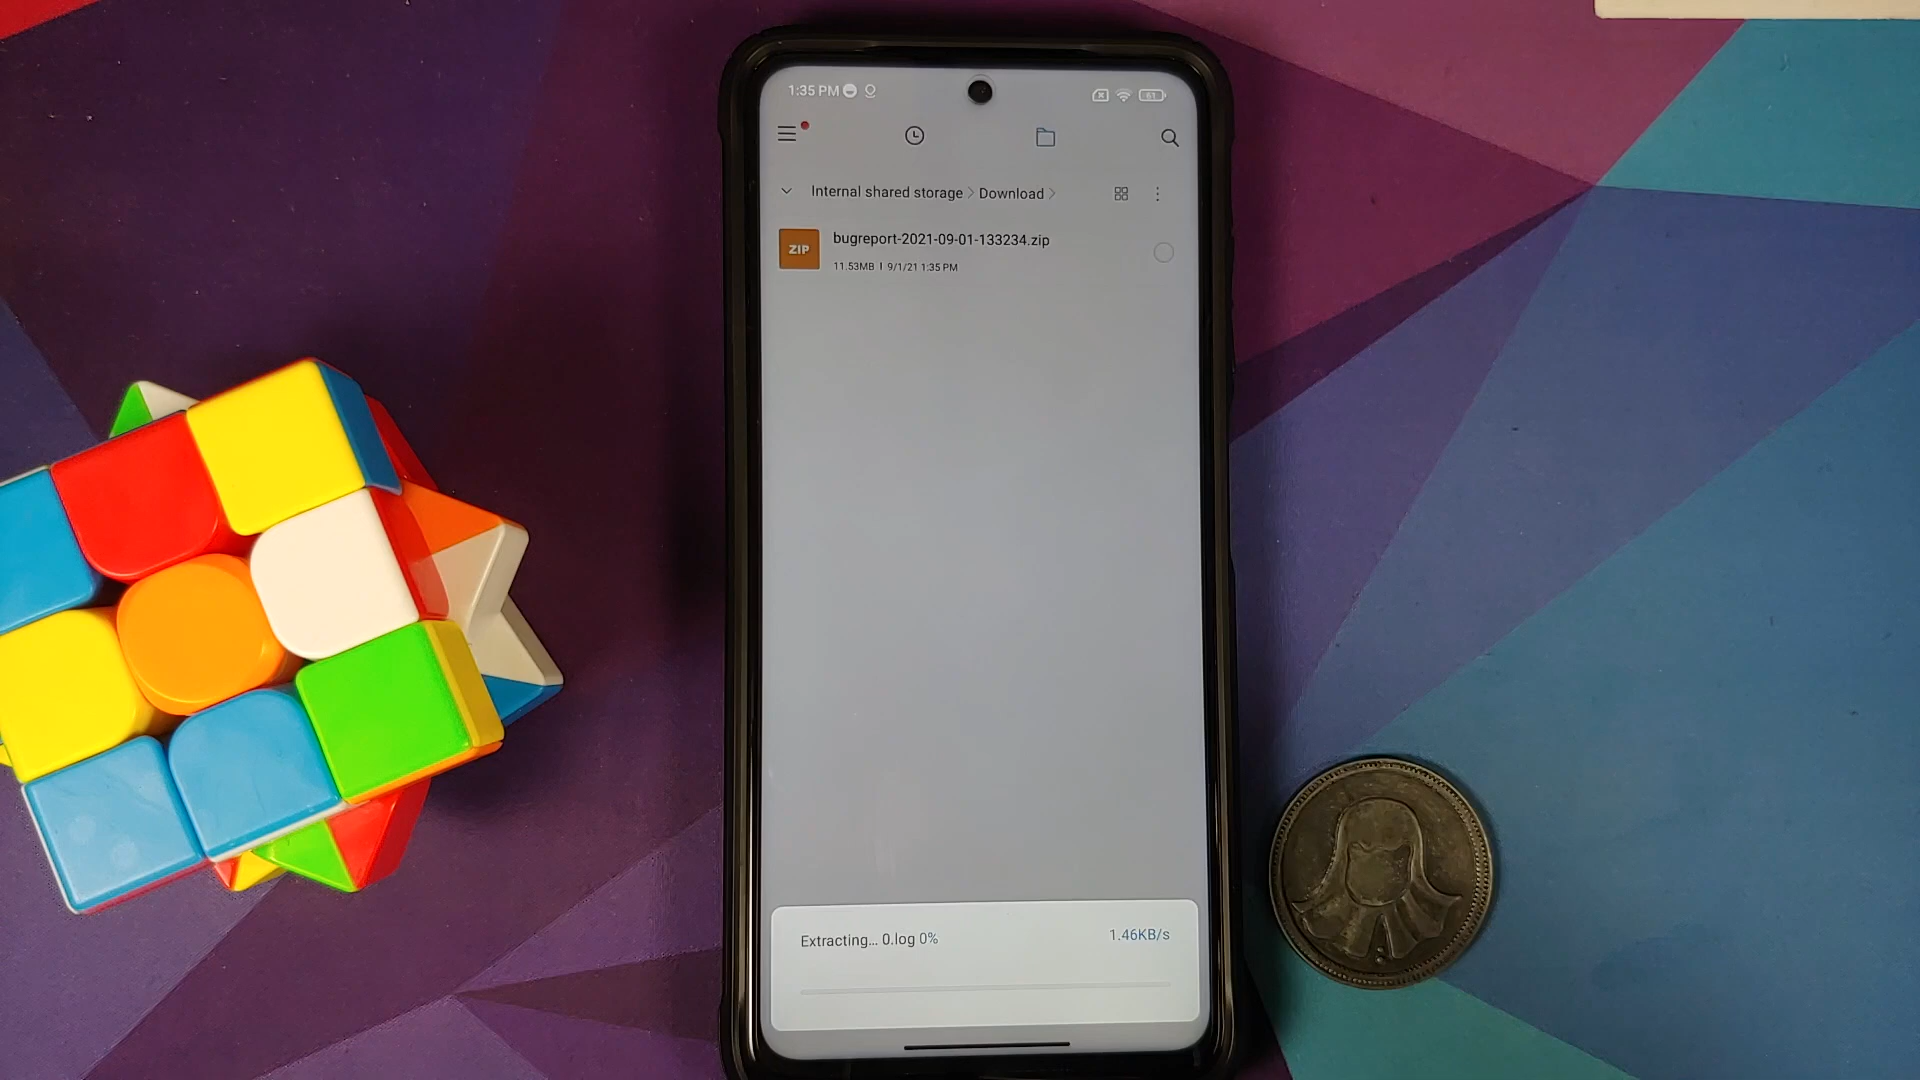 1:35 PM
61
Internal shared storage > Download >
ZIP
bugreport-2021-09-01-133234.zip
11.53MB | 9/1/21 1:35 PM
Extracting... 0.log 0%
1.46KB/s